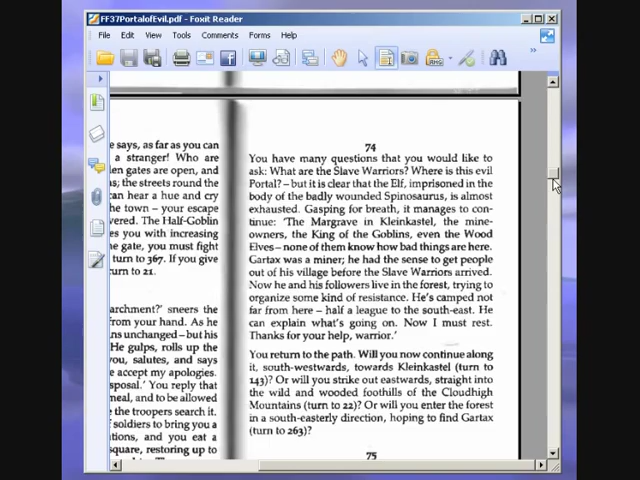 FF37PortalofEvil.pdf - Foxit Reader
File Edit View Tools Comments Forms Help
says, as far as you can
a stranger! Who are
en gates are open, and
the streets round the
can hear a hue and cry
he town – your escape
vered. The Half-Goblin
es you with increasing
he gate, you must fight
turn to 367. If you give
urn to 21.
archment?' sneers the
from your hand. As he
ns unchanged – but his
He gulps, rolls up the
you, salutes, and says
accept my apologies.
sposal.' You reply that
meal, and to be allowed
the troopers search it.
f soldiers to bring you a
tions, and you eat a
square, restoring up to
74
You have many questions that you would like to
ask: What are the Slave Warriors? Where is this evil
Portal? – but it is clear that the Elf, imprisoned in the
body of the badly wounded Spinosaurus, is almost
exhausted. Gasping for breath, it manages to con-
tinue: 'The Margrave in Kleinkastel, the mine-
owners, the King of the Goblins, even the Wood
Elves – none of them know how bad things are here.
Gartax was a miner; he had the sense to get people
out of his village before the Slave Warriors arrived.
Now he and his followers live in the forest, trying to
organize some kind of resistance. He's camped not
far from here – half a league to the south-east. He
can explain what's going on. Now I must rest.
Thanks for your help, warrior.'
You return to the path. Will you now continue along
it, south-westwards, towards Kleinkastel (turn to
143)? Or will you strike out eastwards, straight into
the wild and wooded foothills of the Cloudhigh
Mountains (turn to 22)? Or will you enter the forest
in a south-easterly direction, hoping to find Gartax
(turn to 263)?
75